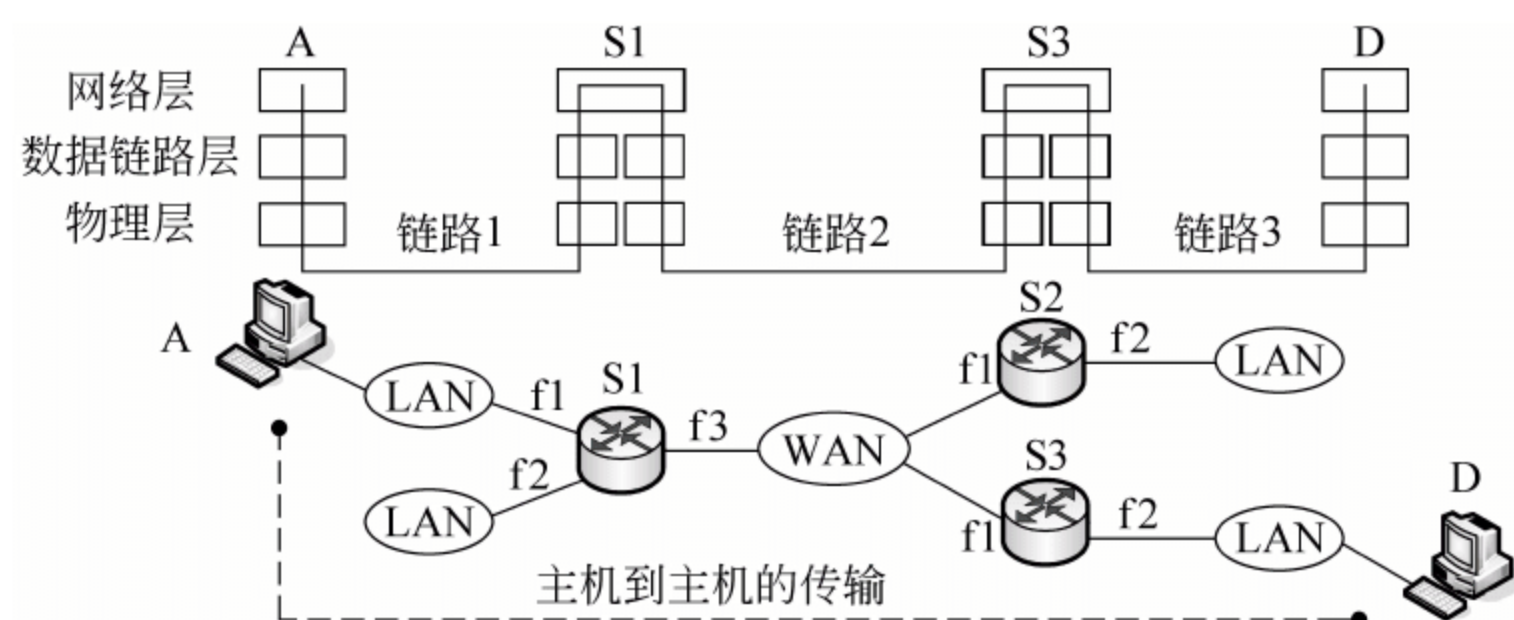 A S1 S3 D
网络层
数据链路层
物理层
链路1 链路2 链路3
S2
A
f1 f2 LAN
LAN f1 S1
f3 WAN
S3 D
f2
LAN
f1 f2 LAN
主机到主机的传输